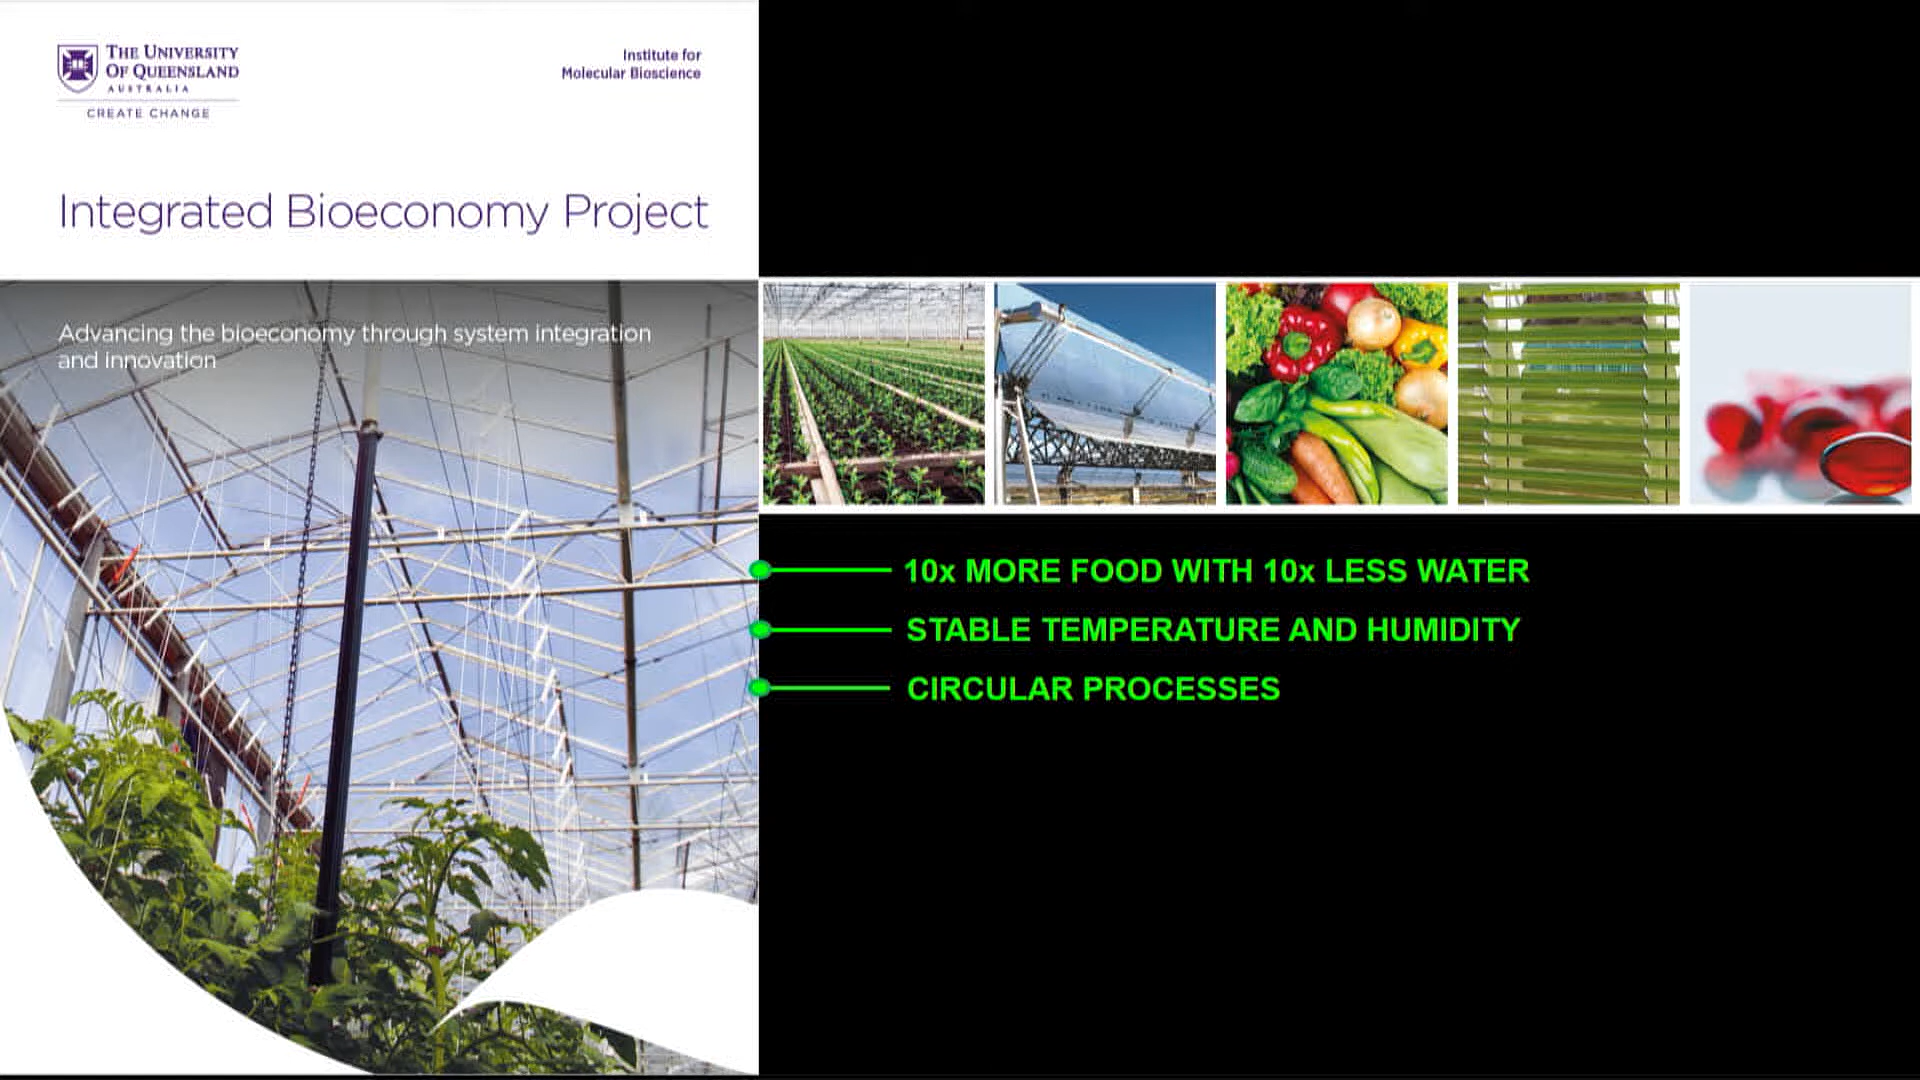 THE UNIVERSITY
OF QUEENSLAND
AUSTRALIA
CREATE CHANGE
Institute for
Molecular Bioscience
Integrated Bioeconomy Project
Advancing the bioeconomy through system integration
and innovation
10x MORE FOOD WITH 10x LESS WATER
STABLE TEMPERATURE AND HUMIDITY
CIRCULAR PROCESSES